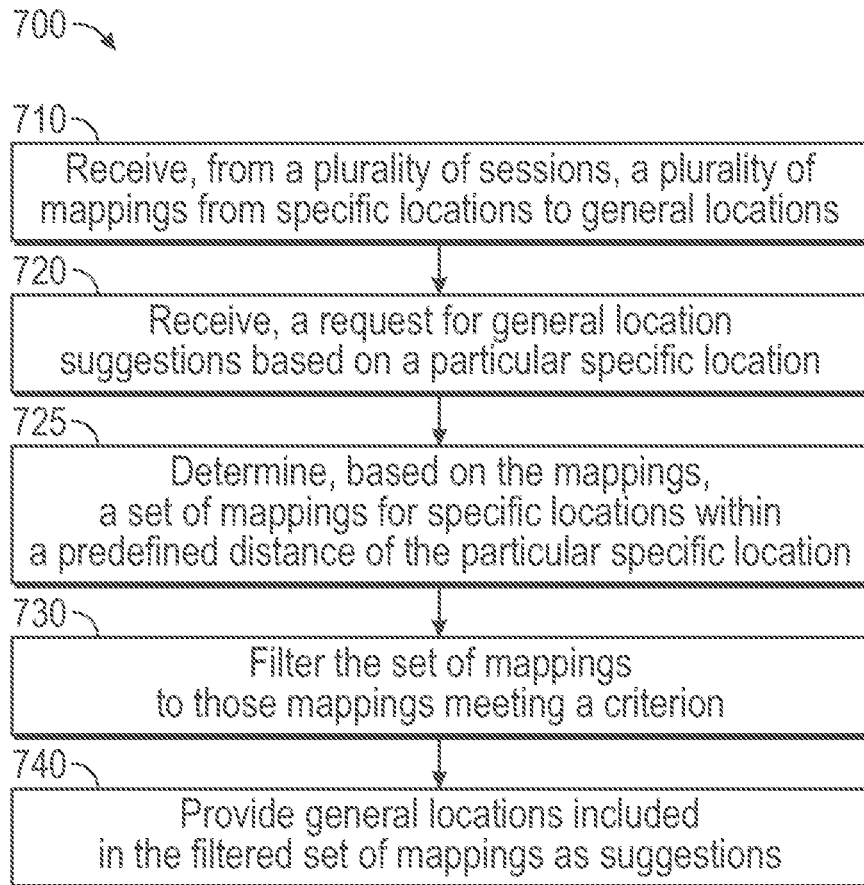 700
710
Receive, from a plurality of sessions, a plurality of
mappings from specific locations to general locations
720
Receive, a request for general location
suggestions based on a particular specific location
725
Determine, based on the mappings,
a set of mappings for specific locations within
a predefined distance of the particular specific location
730
Filter the set of mappings
to those mappings meeting a criterion
740
Provide general locations included
in the filtered set of mappings as suggestions